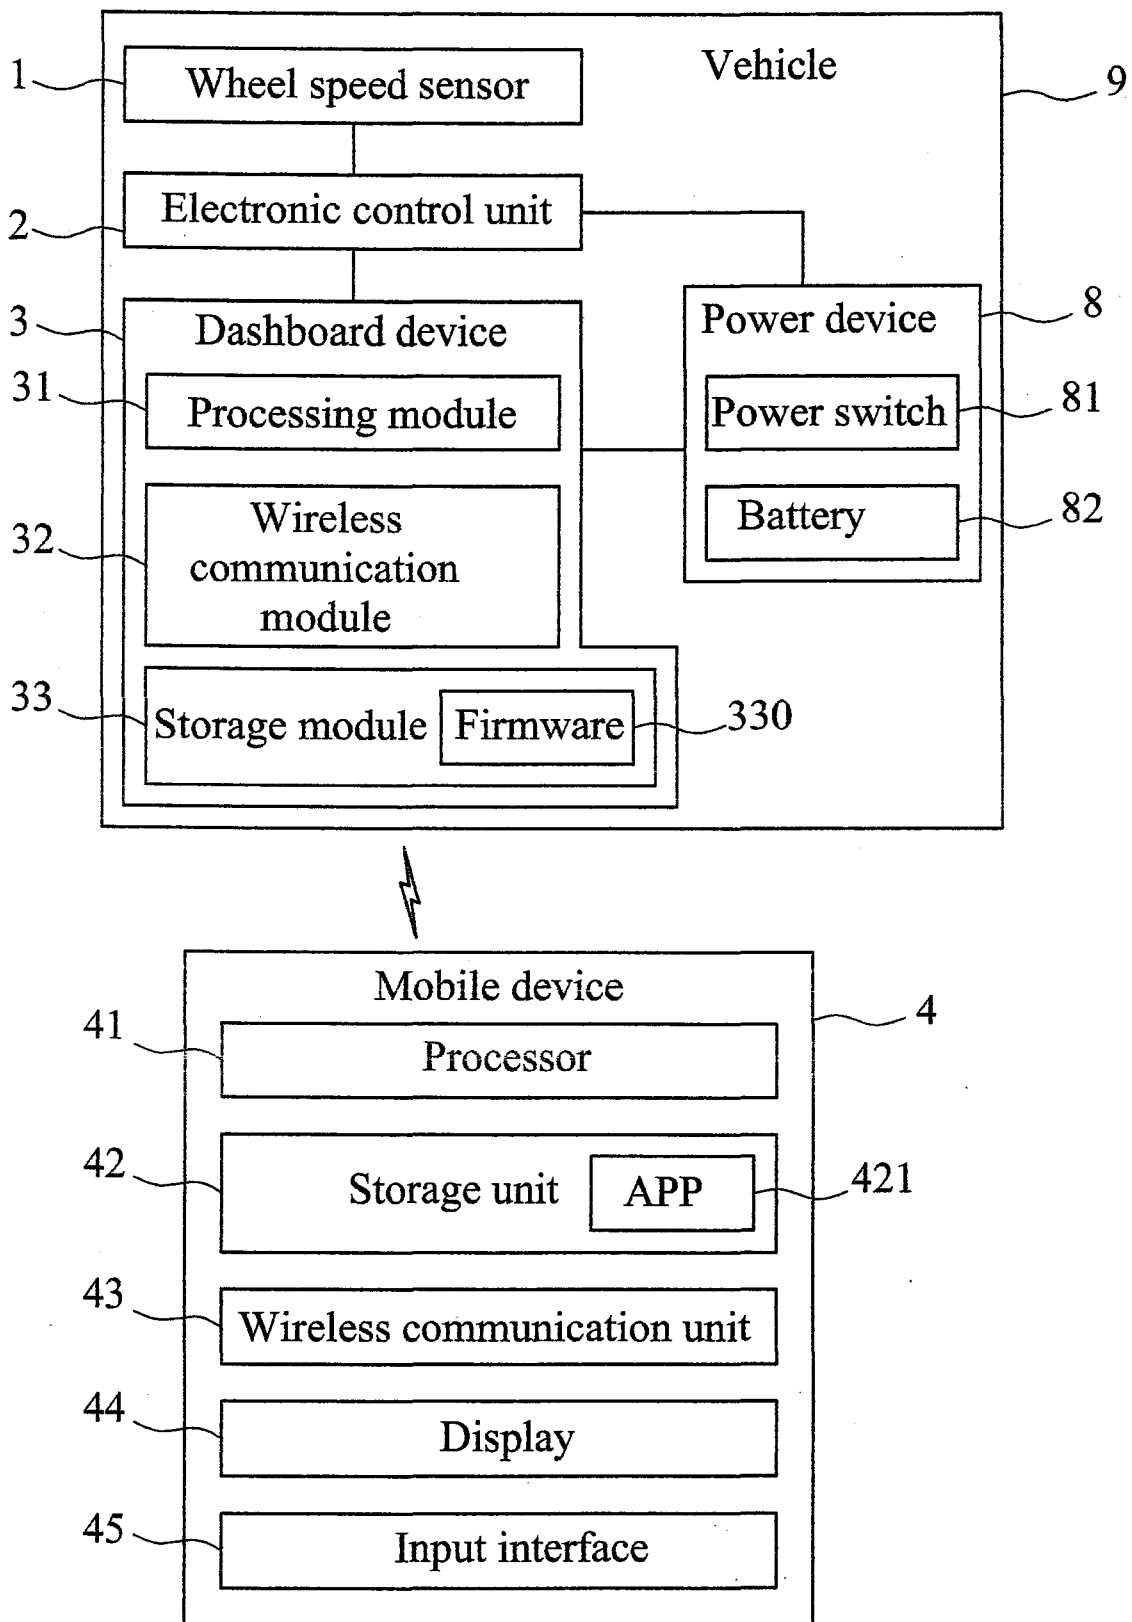 Vehicle
9
1
Wheel speed sensor
2
Electronic control unit
3
Dashboard device
31
Processing module
32
Wireless
communication
module
33
Storage module
Firmware
330
Power device
8
Power switch
81
Battery
82
Mobile device
4
41
Processor
42
Storage unit
APP
421
43
Wireless communication unit
44
Display
45
Input interface